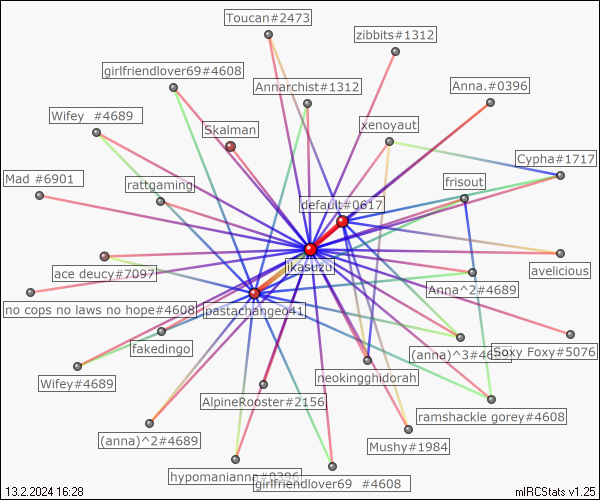 Toucan#2473
zibbits#1312
girlfriendlover69#4608
Annarchist#1312
Anna.#0396
Wifey  #4689
Skalman
xenoyaut
Cypha#1717
Mad #6901
rattgaming
frisout
default#0617
ikasuzu
ace deucy#7097
avelicious
Anna^2#4689
no cops no laws no hope#4608
pastachangeo41
fakedingo
(anna)^3#4689
Soxy Foxy#5076
Wifey#4689
neokingghidorah
AlpineRooster#2156
ramshackle gorey#4608
(anna)^2#4689
Mushy#1984
hypomanianna#0396
girlfriendlover69  #4608
13.2.2024 16:28
mIRCStats v1.25